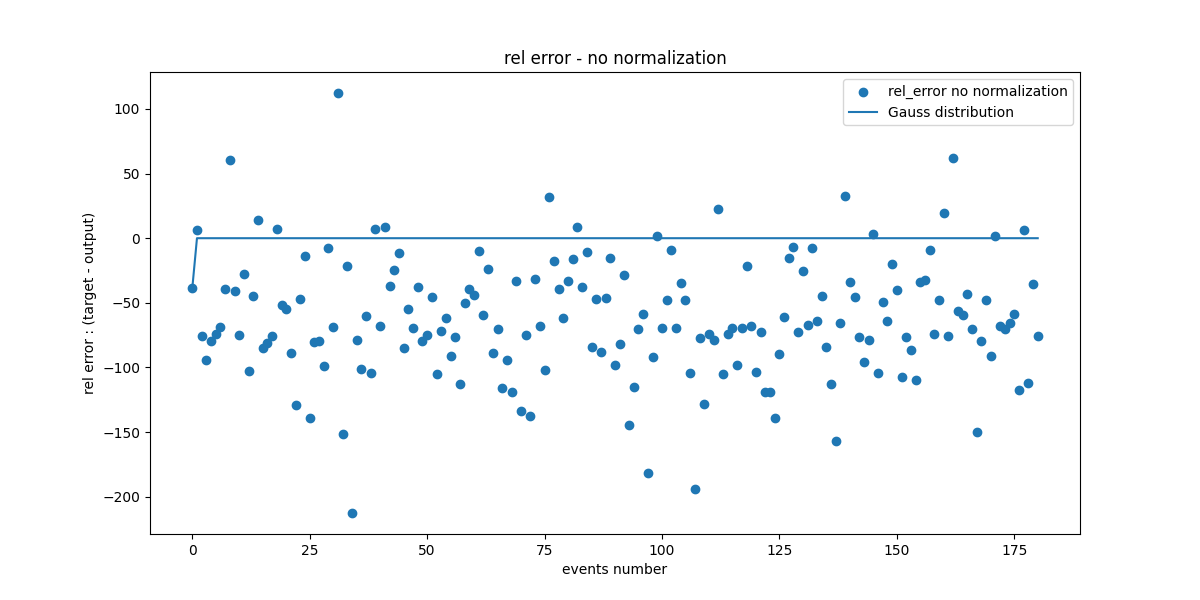 rel error - no normalization
rel_error no normalization
Gauss distribution
rel error : (target - output)
100
50
0
−50
−100
−150
−200
0 25 50 75 100 125 150 175
events number